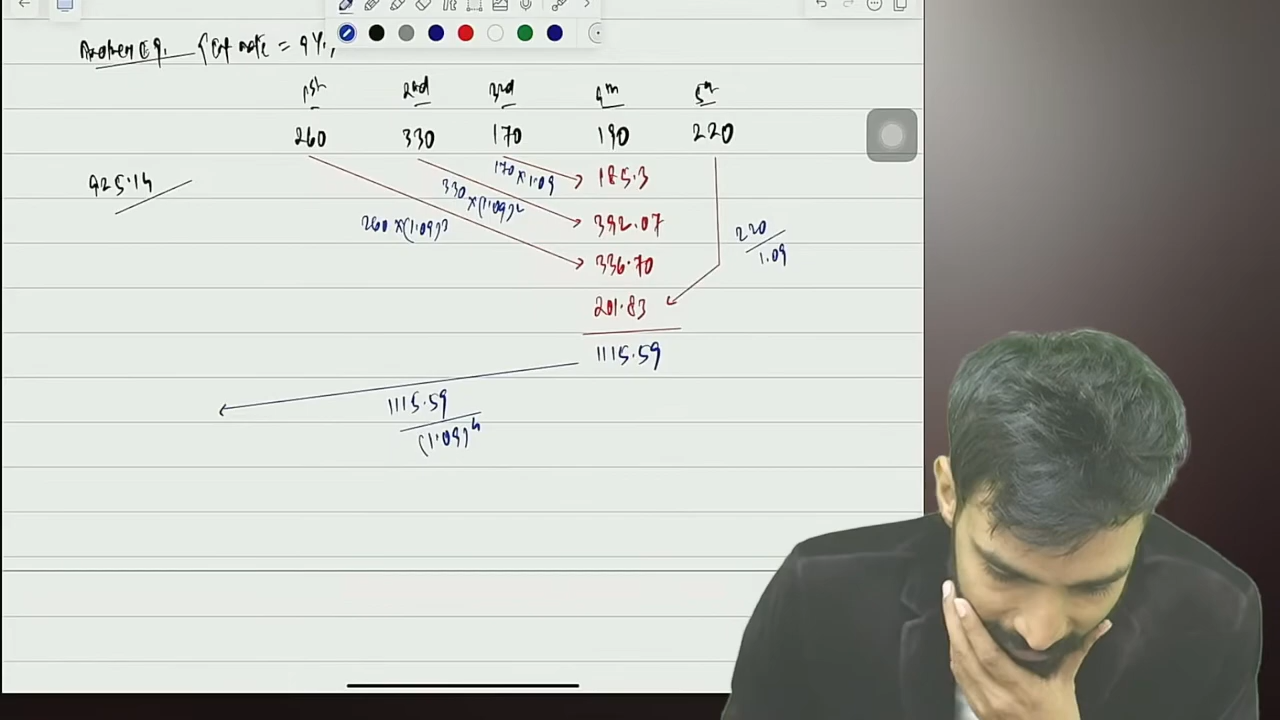 Another eg. { Cap rate = 9%,
1st 2nd 3rd 4th 5th
260 330 170 190 220
925.14
170 × 1.09 185.3
330 × (1.09)² 392.07
260 × (1.09)³ 336.70
220
1.09
201.83
1115.59
1115.59
(1.09)⁴